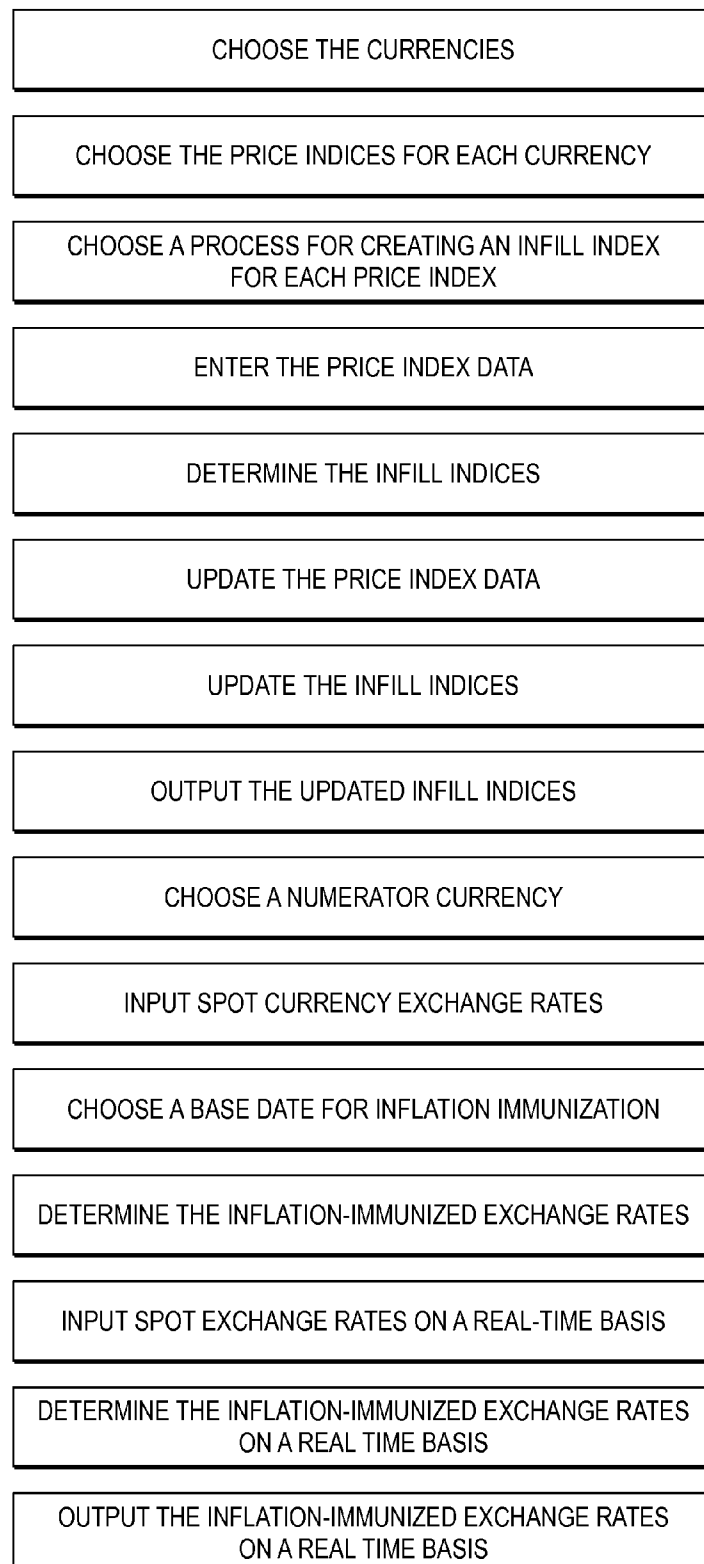 CHOOSE THE CURRENCIES
CHOOSE THE PRICE INDICES FOR EACH CURRENCY
CHOOSE A PROCESS FOR CREATING AN INFILL INDEX
FOR EACH PRICE INDEX
ENTER THE PRICE INDEX DATA
DETERMINE THE INFILL INDICES
UPDATE THE PRICE INDEX DATA
UPDATE THE INFILL INDICES
OUTPUT THE UPDATED INFILL INDICES
CHOOSE A NUMERATOR CURRENCY
INPUT SPOT CURRENCY EXCHANGE RATES
CHOOSE A BASE DATE FOR INFLATION IMMUNIZATION
DETERMINE THE INFLATION-IMMUNIZED EXCHANGE RATES
INPUT SPOT EXCHANGE RATES ON A REAL-TIME BASIS
DETERMINE THE INFLATION-IMMUNIZED EXCHANGE RATES
ON A REAL TIME BASIS
OUTPUT THE INFLATION-IMMUNIZED EXCHANGE RATES
ON A REAL TIME BASIS